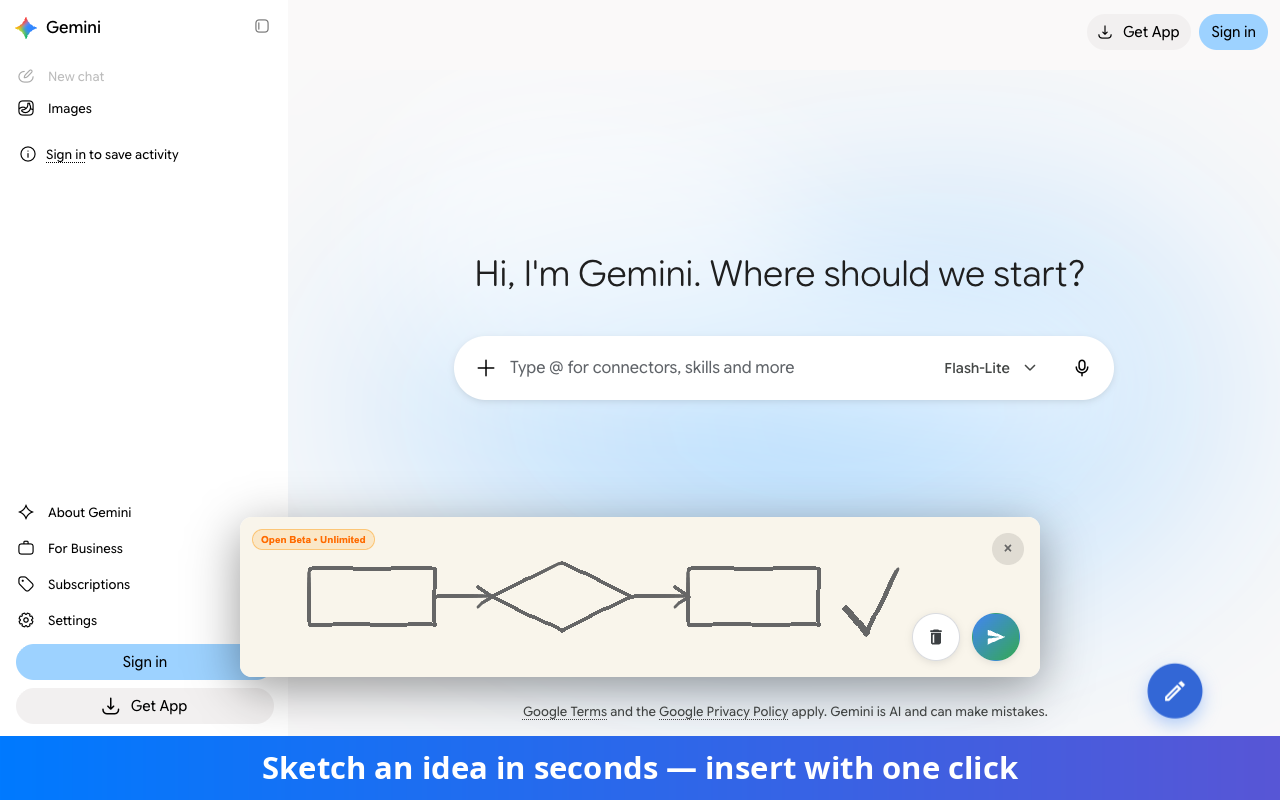 Gemini
Get App
Sign in
New chat
Images
Sign in to save activity
Hi, I'm Gemini. Where should we start?
Type @ for connectors, skills and more
Flash-Lite
About Gemini
For Business
Subscriptions
Settings
Sign in
Get App
Open Beta • Unlimited
Google Terms and the Google Privacy Policy apply. Gemini is AI and can make mistakes.
Sketch an idea in seconds — insert with one click